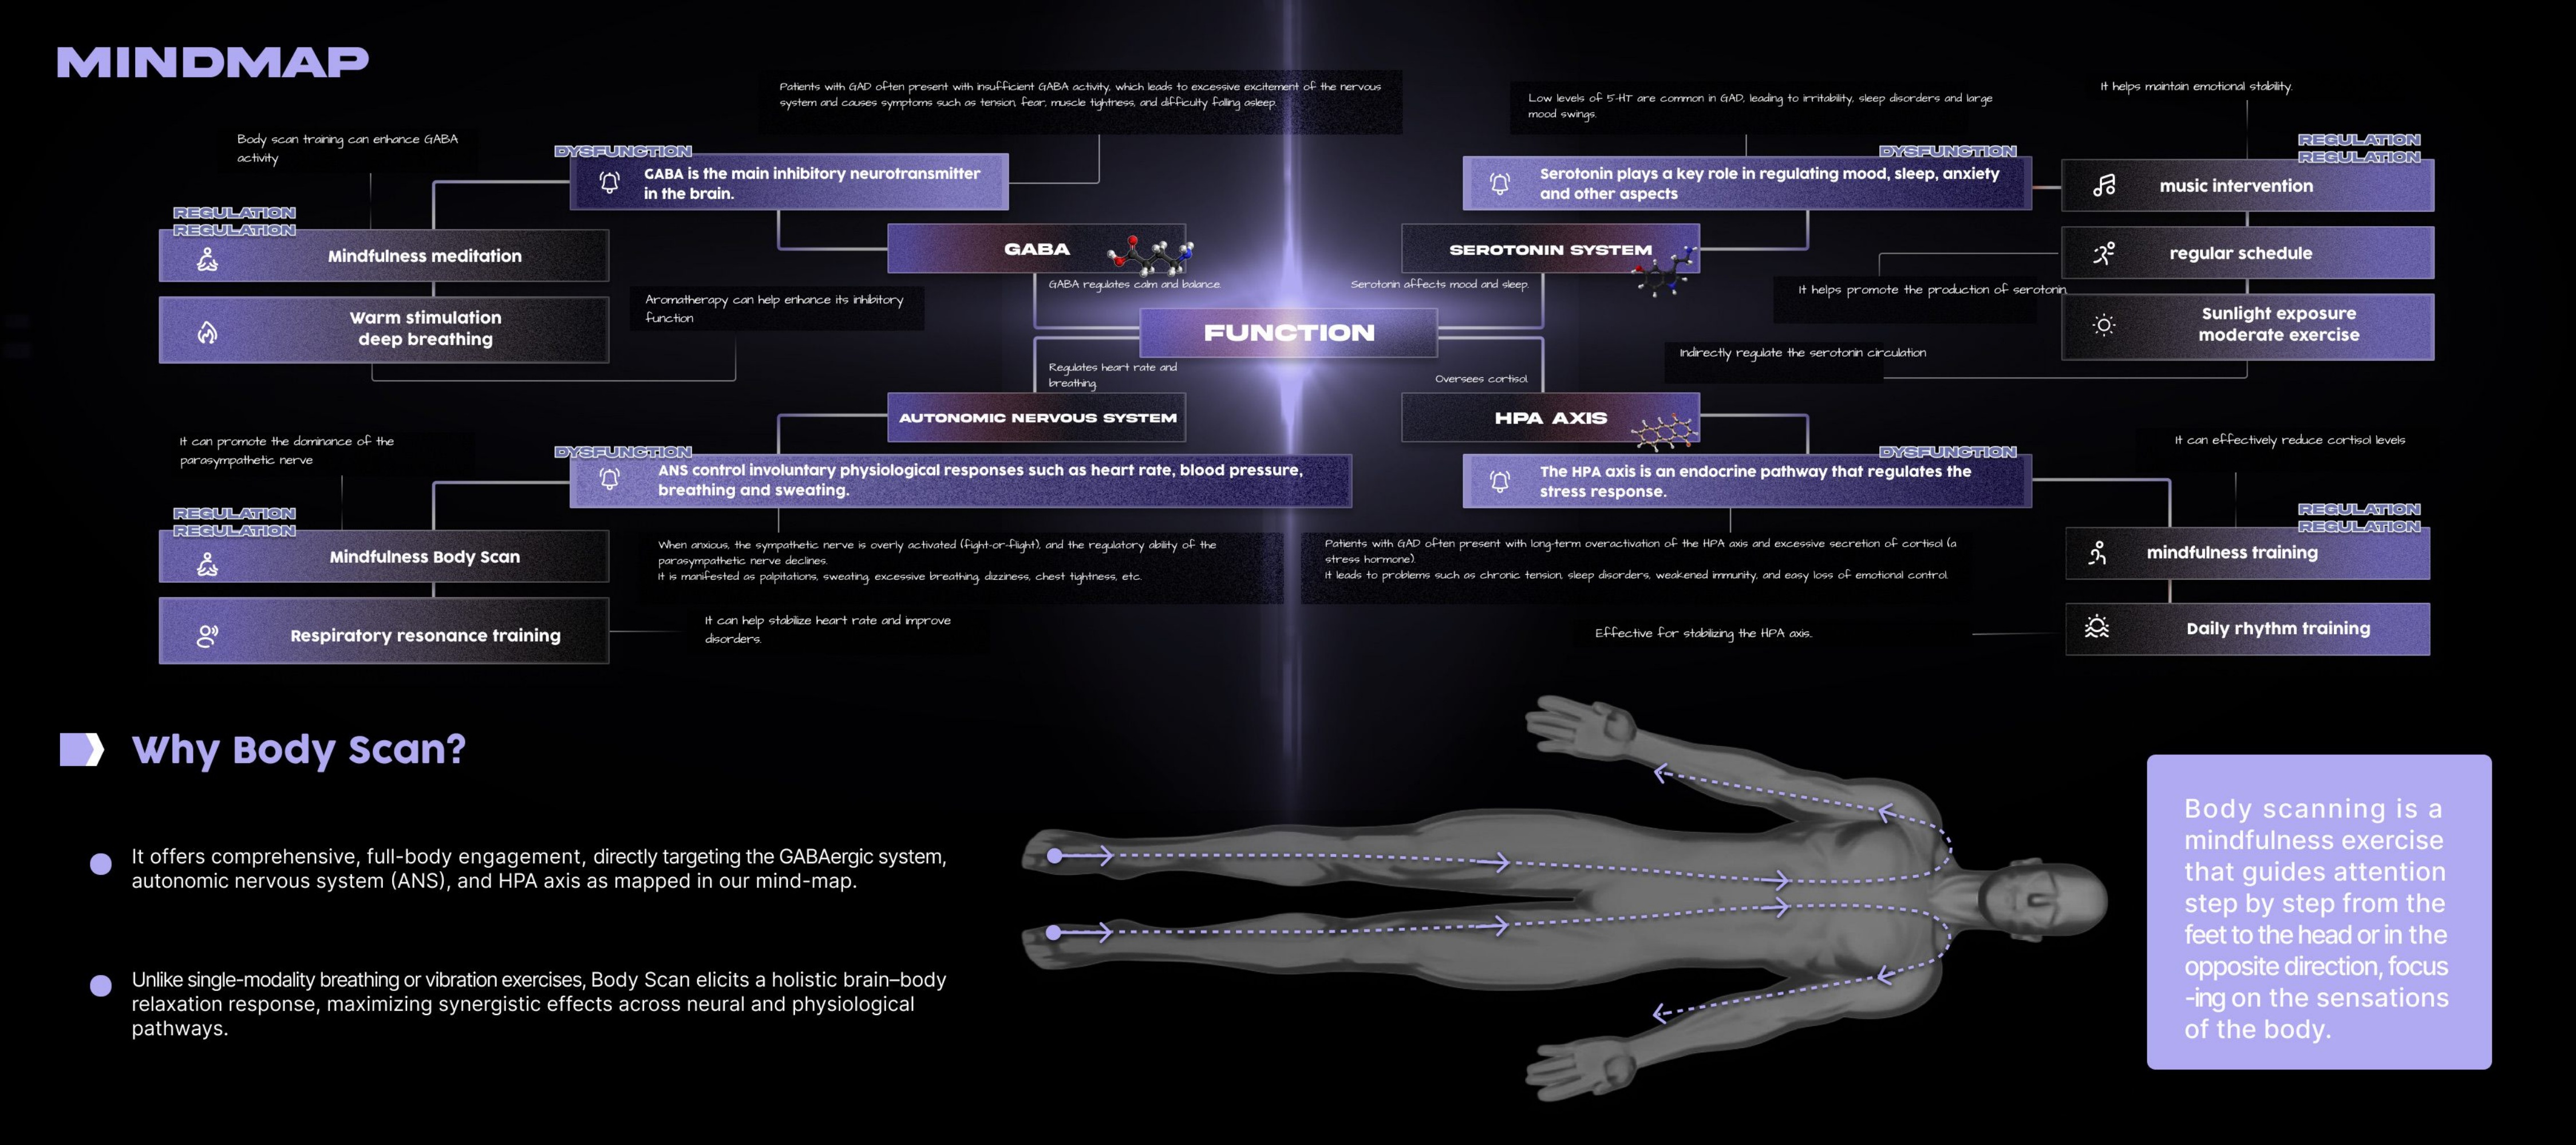 MINDMAP
Patients with GAD often present with insufficient GABA activity, which leads to excessive excitement of the nervous
system and causes symptoms such as tension, fear, muscle tightness, and difficulty falling asleep.
Body scan training can enhance GABA
activity
DYSFUNCTION
GABA is the main inhibitory neurotransmitter
in the brain.
REGULATION
REGULATION
Mindfulness meditation
Warm stimulation
deep breathing
Aromatherapy can help enhance its inhibitory
function
GABA
GABA regulates calm and balance.
Low levels of 5-HT are common in GAD, leading to irritability, sleep disorders and large
mood swings.
It helps maintain emotional stability.
DYSFUNCTION
Serotonin plays a key role in regulating mood, sleep, anxiety
and other aspects
REGULATION
REGULATION
music intervention
regular schedule
Sunlight exposure
moderate exercise
SEROTONIN SYSTEM
Serotonin affects mood and sleep.
It helps promote the production of serotonin.
Indirectly regulate the serotonin circulation
FUNCTION
Regulates heart rate and
breathing.
Oversees cortisol.
AUTONOMIC NERVOUS SYSTEM
HPA AXIS
It can promote the dominance of the
parasympathetic nerve
DYSFUNCTION
ANS control involuntary physiological responses such as heart rate, blood pressure,
breathing and sweating.
REGULATION
REGULATION
Mindfulness Body Scan
Respiratory resonance training
When anxious, the sympathetic nerve is overly activated (fight-or-flight), and the regulatory ability of the
parasympathetic nerve declines.
It is manifested as palpitations, sweating, excessive breathing, dizziness, chest tightness, etc.
It can help stabilize heart rate and improve
disorders.
DYSFUNCTION
The HPA axis is an endocrine pathway that regulates the
stress response.
It can effectively reduce cortisol levels
REGULATION
REGULATION
mindfulness training
Daily rhythm training
Patients with GAD often present with long-term overactivation of the HPA axis and excessive secretion of cortisol (a
stress hormone).
It leads to problems such as chronic tension, sleep disorders, weakened immunity, and easy loss of emotional control.
Effective for stabilizing the HPA axis.
Why Body Scan?
It offers comprehensive, full-body engagement, directly targeting the GABAergic system,
autonomic nervous system (ANS), and HPA axis as mapped in our mind-map.
Unlike single-modality breathing or vibration exercises, Body Scan elicits a holistic brain–body
relaxation response, maximizing synergistic effects across neural and physiological
pathways.
Body scanning is a
mindfulness exercise
that guides attention
step by step from the
feet to the head or in the
opposite direction, focus
-ing on the sensations
of the body.